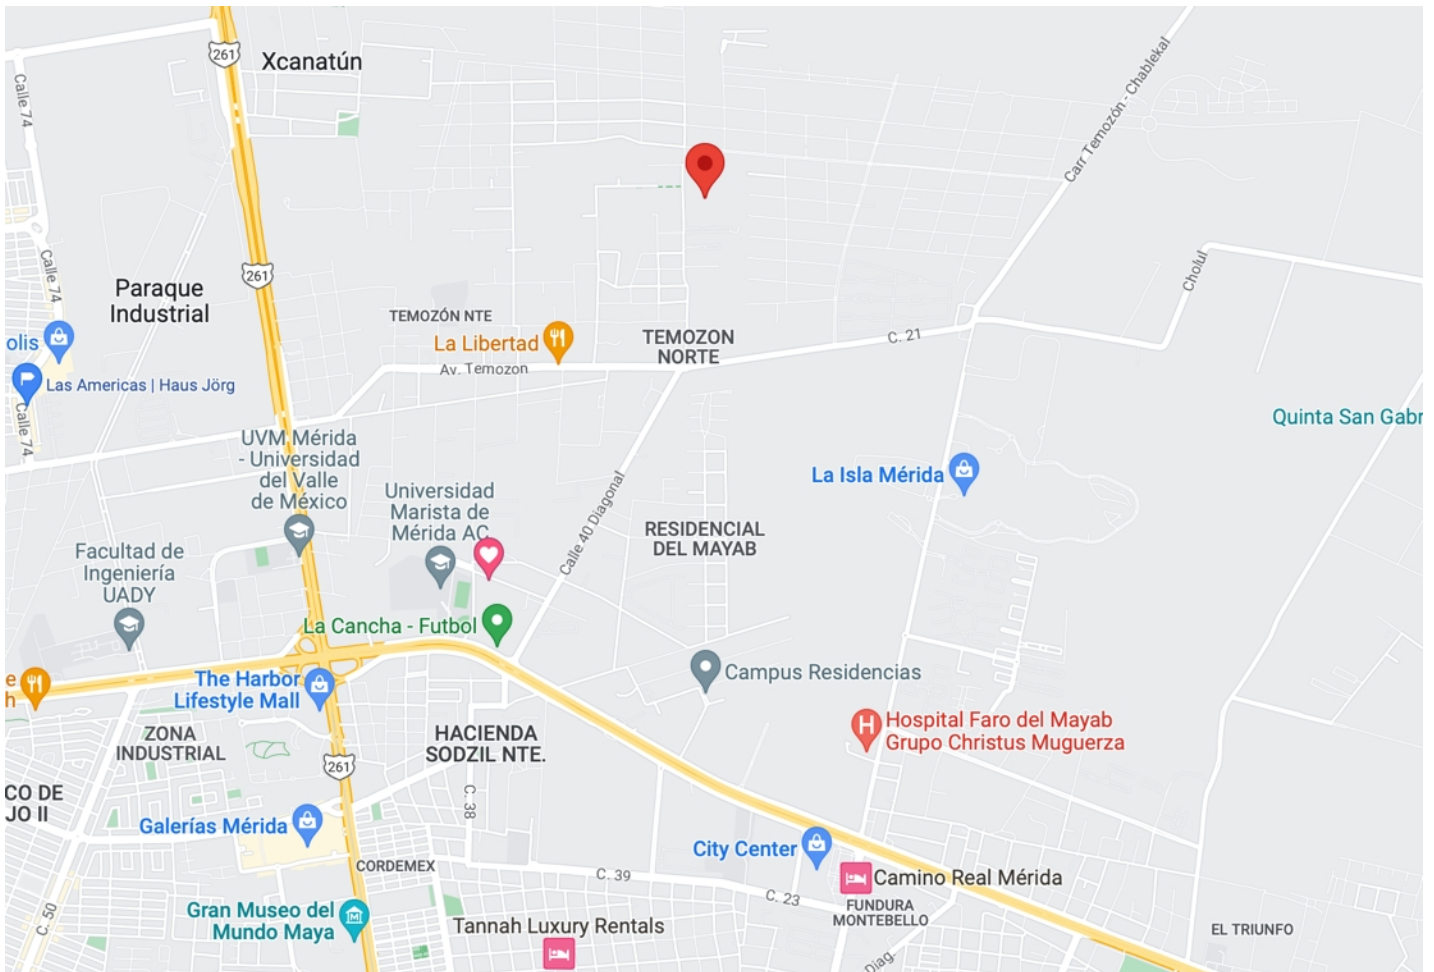 261
Xcanatún
Calle 74
Carr Temozón - Chablekal
Calle 74
261
Cholul
Paraque
Industrial
TEMOZÓN NTE
La Libertad
TEMOZON
NORTE
C. 21
olis
Av. Temozon
Las Americas | Haus Jörg
Calle 74
Quinta San Gabr
UVM Mérida
- Universidad
del Valle
de México
La Isla Mérida
Universidad
Marista de
Mérida AC
Calle 40 Diagonal
RESIDENCIAL
DEL MAYAB
Facultad de
Ingeniería
UADY
La Cancha - Futbol
Campus Residencias
e
h
The Harbor
Lifestyle Mall
Hospital Faro del Mayab
Grupo Christus Muguerza
ZONA
INDUSTRIAL
HACIENDA
SODZIL NTE.
261
CO DE
JO II
C. 38
Galerías Mérida
City Center
CORDEMEX
C. 39
C. 23
Camino Real Mérida
FUNDURA
MONTEBELLO
C. 50
Gran Museo del
Mundo Maya
Tannah Luxury Rentals
EL TRIUNFO
Diag.